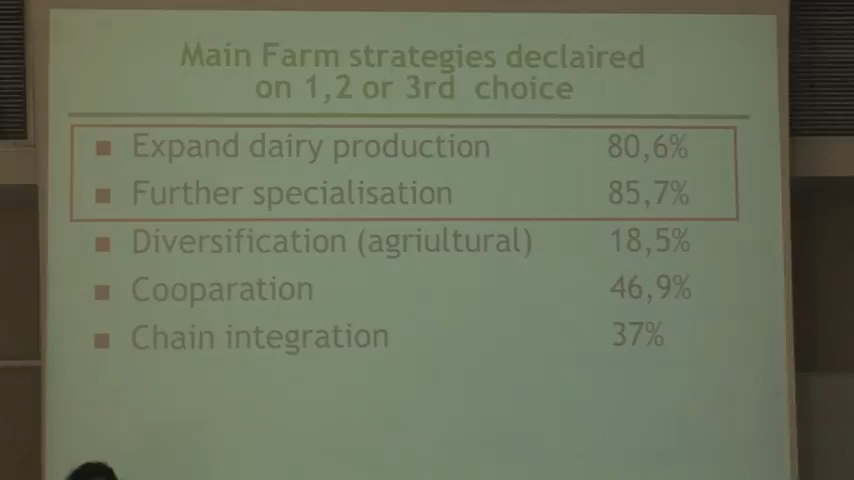 Main Farm strategies declaired
on 1,2 or 3rd choice
■ Expand dairy production 80,6%
■ Further specialisation 85,7%
■ Diversification (agriultural) 18,5%
■ Cooparation 46,9%
■ Chain integration 37%